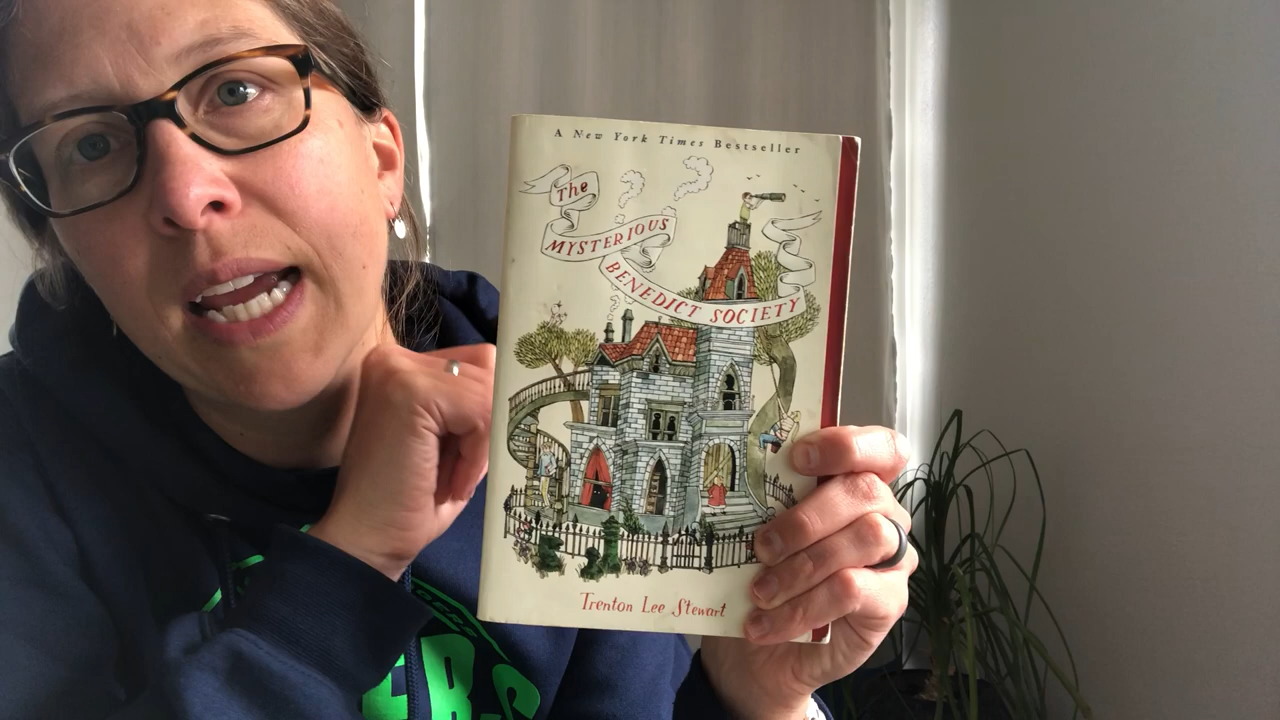 A New York Times Bestseller
The
MYSTERIOUS
BENEDICT SOCIETY
Trenton Lee Stewart